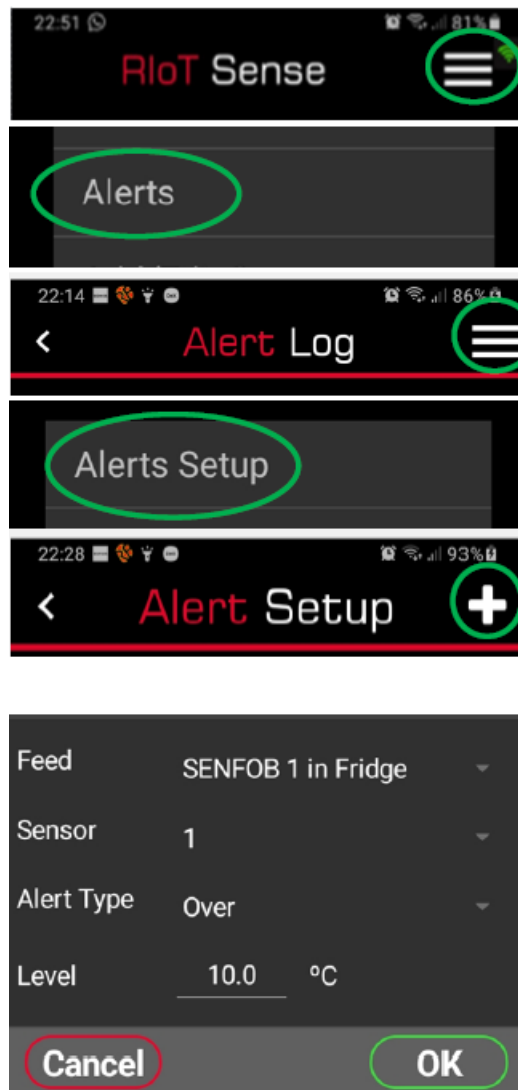 22:51 81%
RIoT Sense
Alerts
22:14 86%
Alert Log
Alerts Setup
22:28 93%
Alert Setup
Feed SENFOB 1 in Fridge
Sensor 1
Alert Type Over
Level 10.0 ºC
Cancel OK